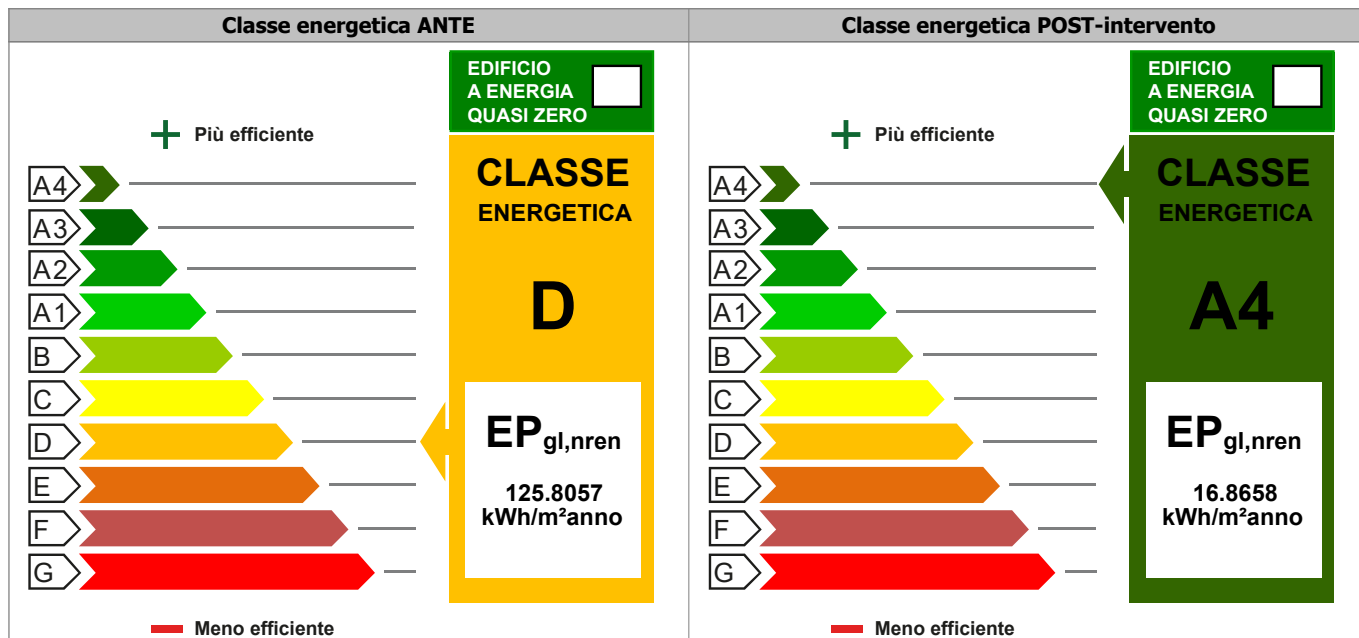 Classe energetica ANTE
EDIFICIO
A ENERGIA
QUASI ZERO
Più efficiente
CLASSE
ENERGETICA
D
A4
A3
A2
A1
B
C
D
E
F
G
EPgl,nren
125.8057
kWh/m²anno
Meno efficiente
Classe energetica POST-intervento
EDIFICIO
A ENERGIA
QUASI ZERO
Più efficiente
CLASSE
ENERGETICA
A4
A4
A3
A2
A1
B
C
D
E
F
G
EPgl,nren
16.8658
kWh/m²anno
Meno efficiente